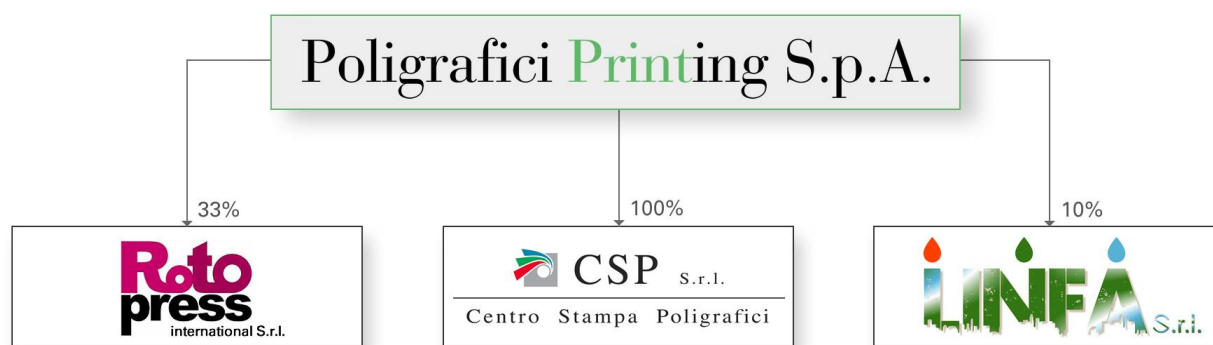 Poligrafici Printing S.p.A.
33%
100%
10%
Roto
press
international S.r.l.
CSP S.r.l.
Centro Stampa Poligrafici
LINFA S.r.l.